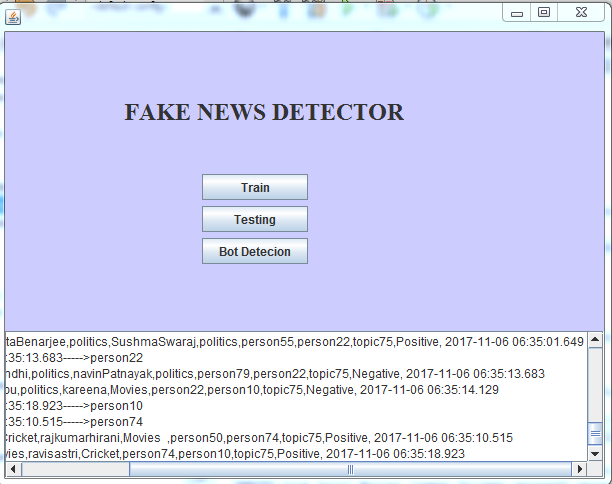 FAKE NEWS DETECTOR
Train
Testing
Bot Detecion
taBenarjee,politics,SushmaSwaraj,politics,person55,person22,topic75,Positive, 2017-11-06 06:35:01.649
:35:13.683----->person22
ndhi,politics,navinPatnayak,politics,person79,person22,topic75,Negative, 2017-11-06 06:35:13.683
ou,politics,kareena,Movies,person22,person10,topic75,Negative, 2017-11-06 06:35:14.129
:35:18.923----->person10
:35:10.515----->person74
Cricket,rajkumarhirani,Movies ,person50,person74,topic75,Positive, 2017-11-06 06:35:10.515
vies,ravisastri,Cricket,person74,person10,topic75,Positive, 2017-11-06 06:35:18.923